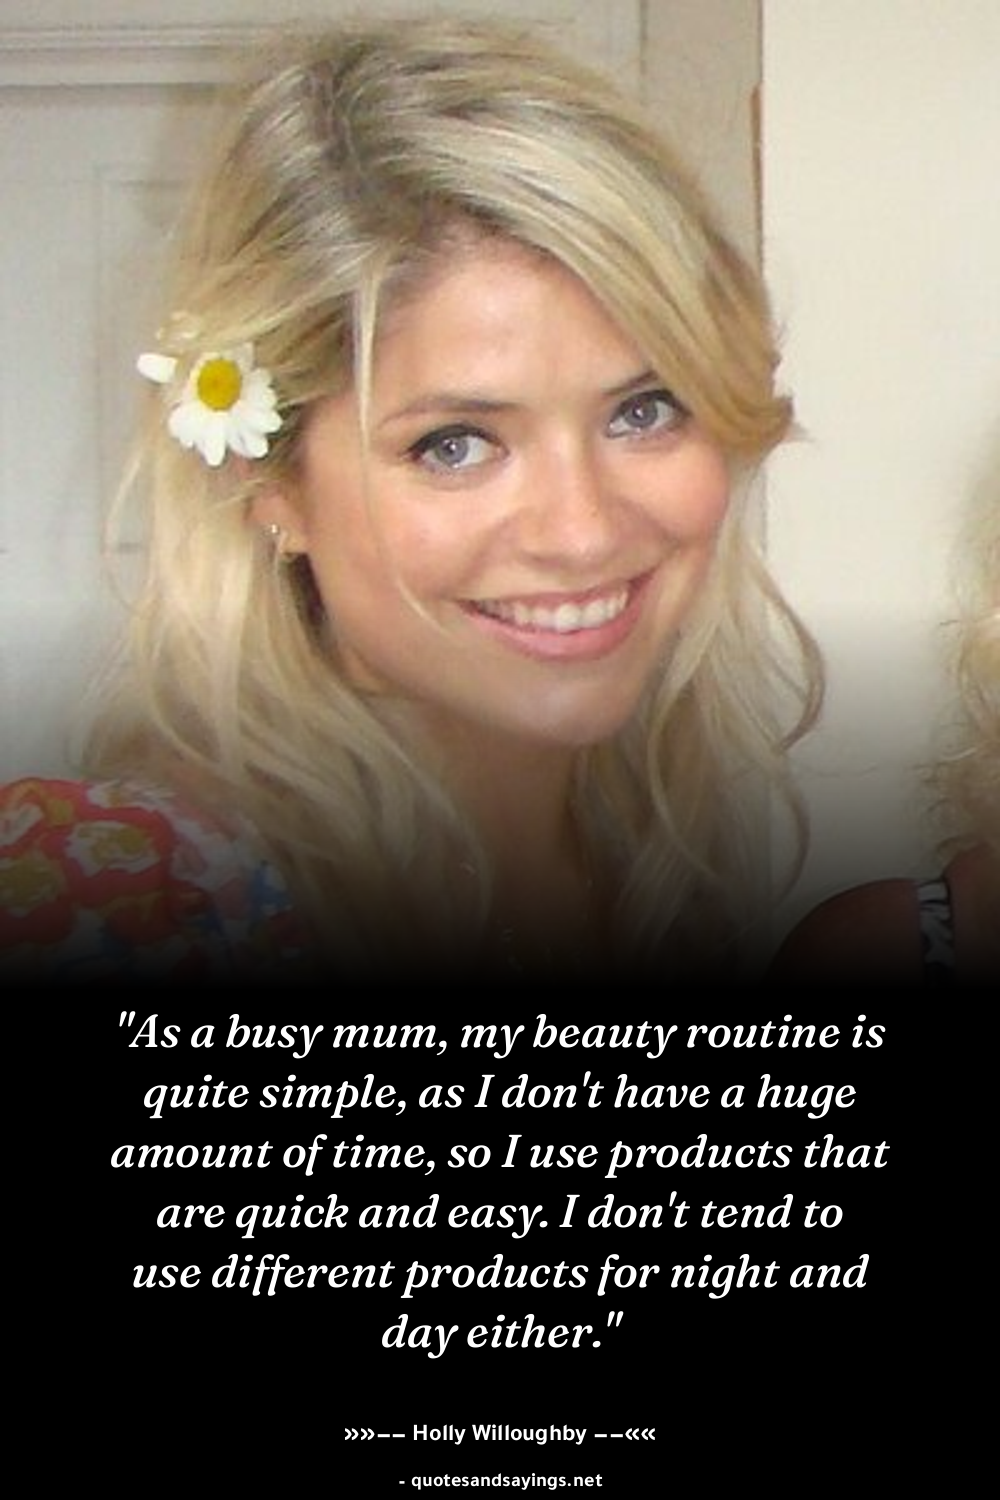 "As a busy mum, my beauty routine is
quite simple, as I don't have a huge
amount of time, so I use products that
are quick and easy. I don't tend to
use different products for night and
day either."
»»−− Holly Willoughby −−««
- quotesandsayings.net